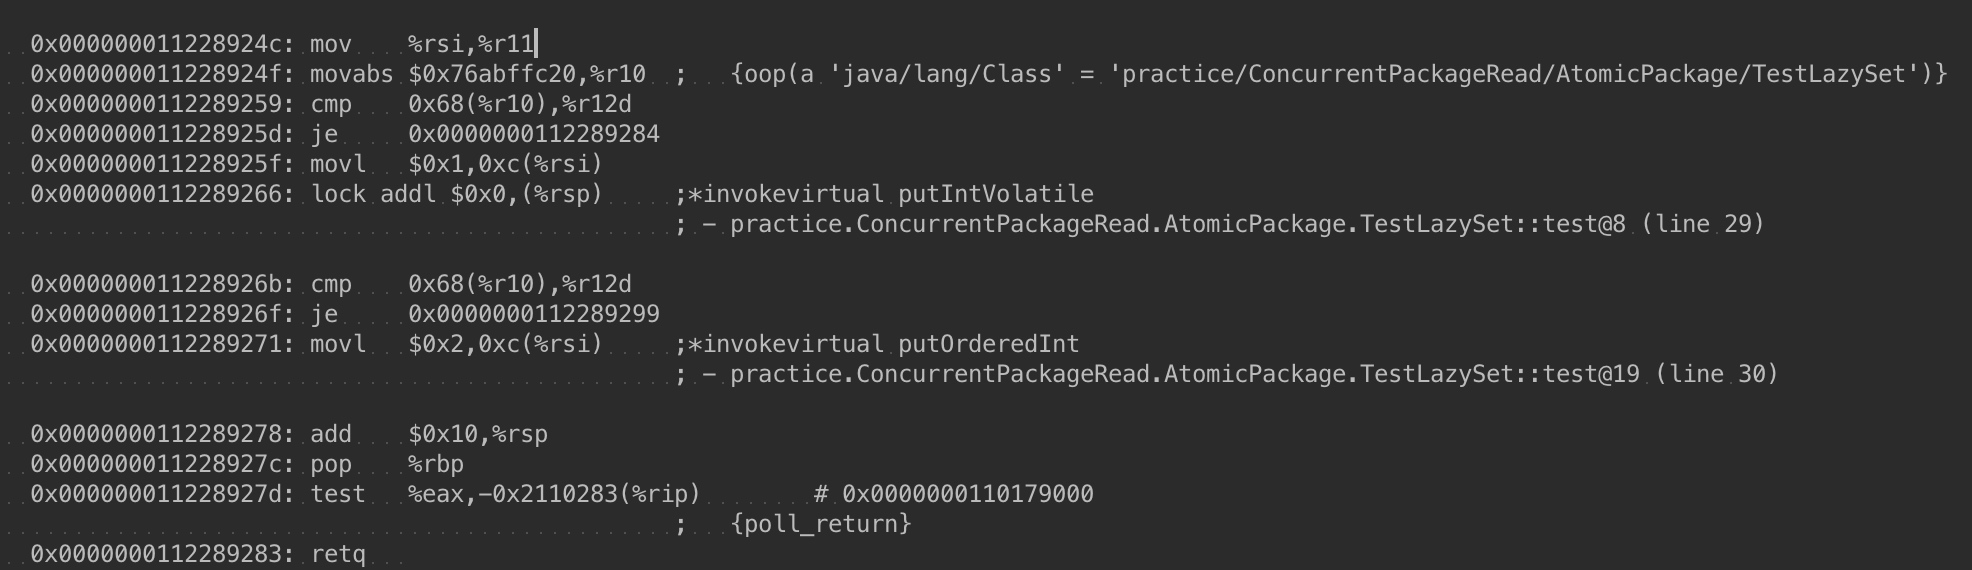 0x000000011228924c: mov %rsi,%r11
0x000000011228924f: movabs $0x76abffc20,%r10 ; {oop(a 'java/lang/Class' = 'practice/ConcurrentPackageRead/AtomicPackage/TestLazySet')}
0x0000000112289259: cmp 0x68(%r10),%r12d
0x000000011228925d: je 0x0000000112289284
0x000000011228925f: movl $0x1,0xc(%rsi)
0x0000000112289266: lock addl $0x0,(%rsp) ;*invokevirtual putIntVolatile
; - practice.ConcurrentPackageRead.AtomicPackage.TestLazySet::test@8 (line 29)
0x000000011228926b: cmp 0x68(%r10),%r12d
0x000000011228926f: je 0x0000000112289299
0x0000000112289271: movl $0x2,0xc(%rsi) ;*invokevirtual putOrderedInt
; - practice.ConcurrentPackageRead.AtomicPackage.TestLazySet::test@19 (line 30)
0x0000000112289278: add $0x10,%rsp
0x000000011228927c: pop %rbp
0x000000011228927d: test %eax,-0x2110283(%rip) # 0x0000000110179000
; {poll_return}
0x0000000112289283: retq